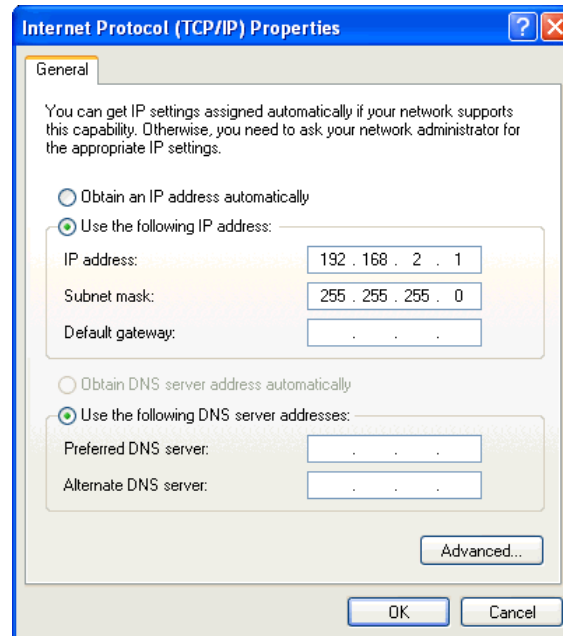 Internet Protocol (TCP/IP) Properties
General
You can get IP settings assigned automatically if your network supports
this capability. Otherwise, you need to ask your network administrator for
the appropriate IP settings.
Obtain an IP address automatically
Use the following IP address:
IP address: 192 . 168 . 2 . 1
Subnet mask: 255 . 255 . 255 . 0
Default gateway: . . .
Obtain DNS server address automatically
Use the following DNS server addresses:
Preferred DNS server: . . .
Alternate DNS server: . . .
Advanced...
OK Cancel